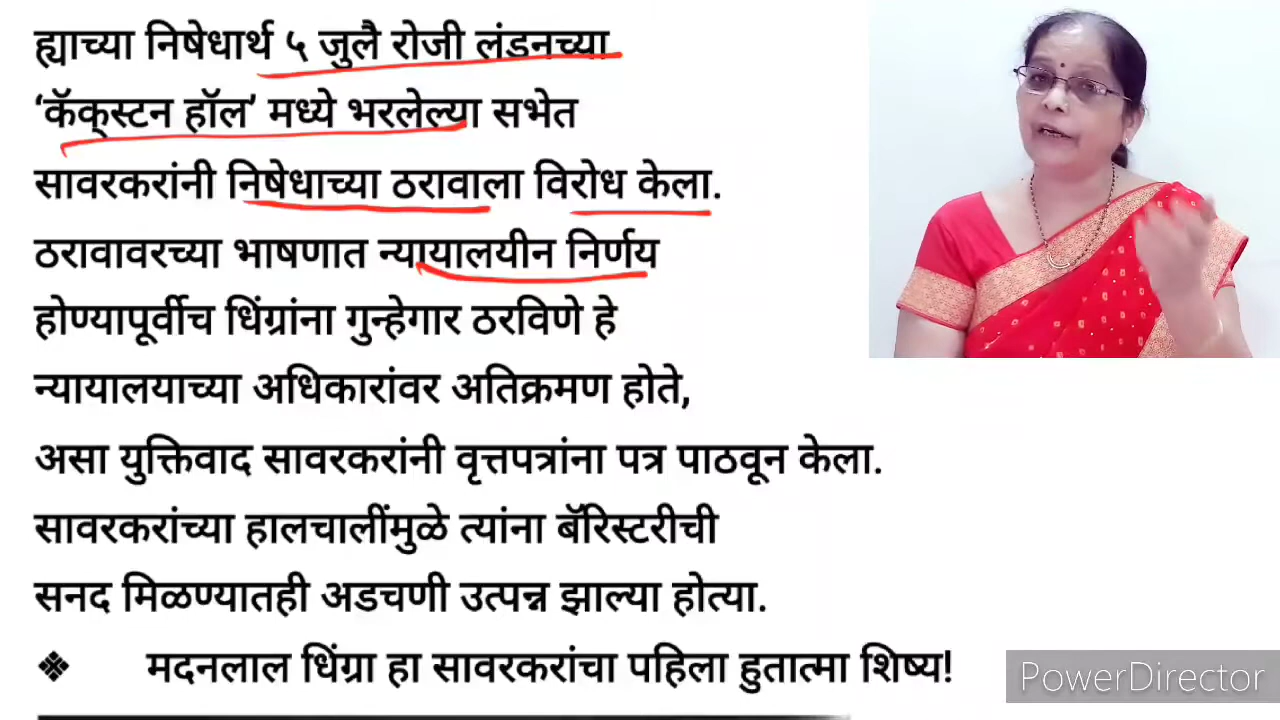 ह्याच्या निषेधार्थ ५ जुलै रोजी लंडनच्या
‘कॅक्स्टन हॉल’ मध्ये भरलेल्या सभेत
सावरकरांनी निषेधाच्या ठरावाला विरोध केला.
ठरावावरच्या भाषणात न्यायालयीन निर्णय
होण्यापूर्वीच धिंग्रांना गुन्हेगार ठरविणे हे
न्यायालयाच्या अधिकारांवर अतिक्रमण होते,
असा युक्तिवाद सावरकरांनी वृत्तपत्रांना पत्र पाठवून केला.
सावरकरांच्या हालचालींमुळे त्यांना बॅरिस्टरीची
सनद मिळण्यातही अडचणी उत्पन्न झाल्या होत्या.
❖ मदनलाल धिंग्रा हा सावरकरांचा पहिला हुतात्मा शिष्य!
PowerDirector